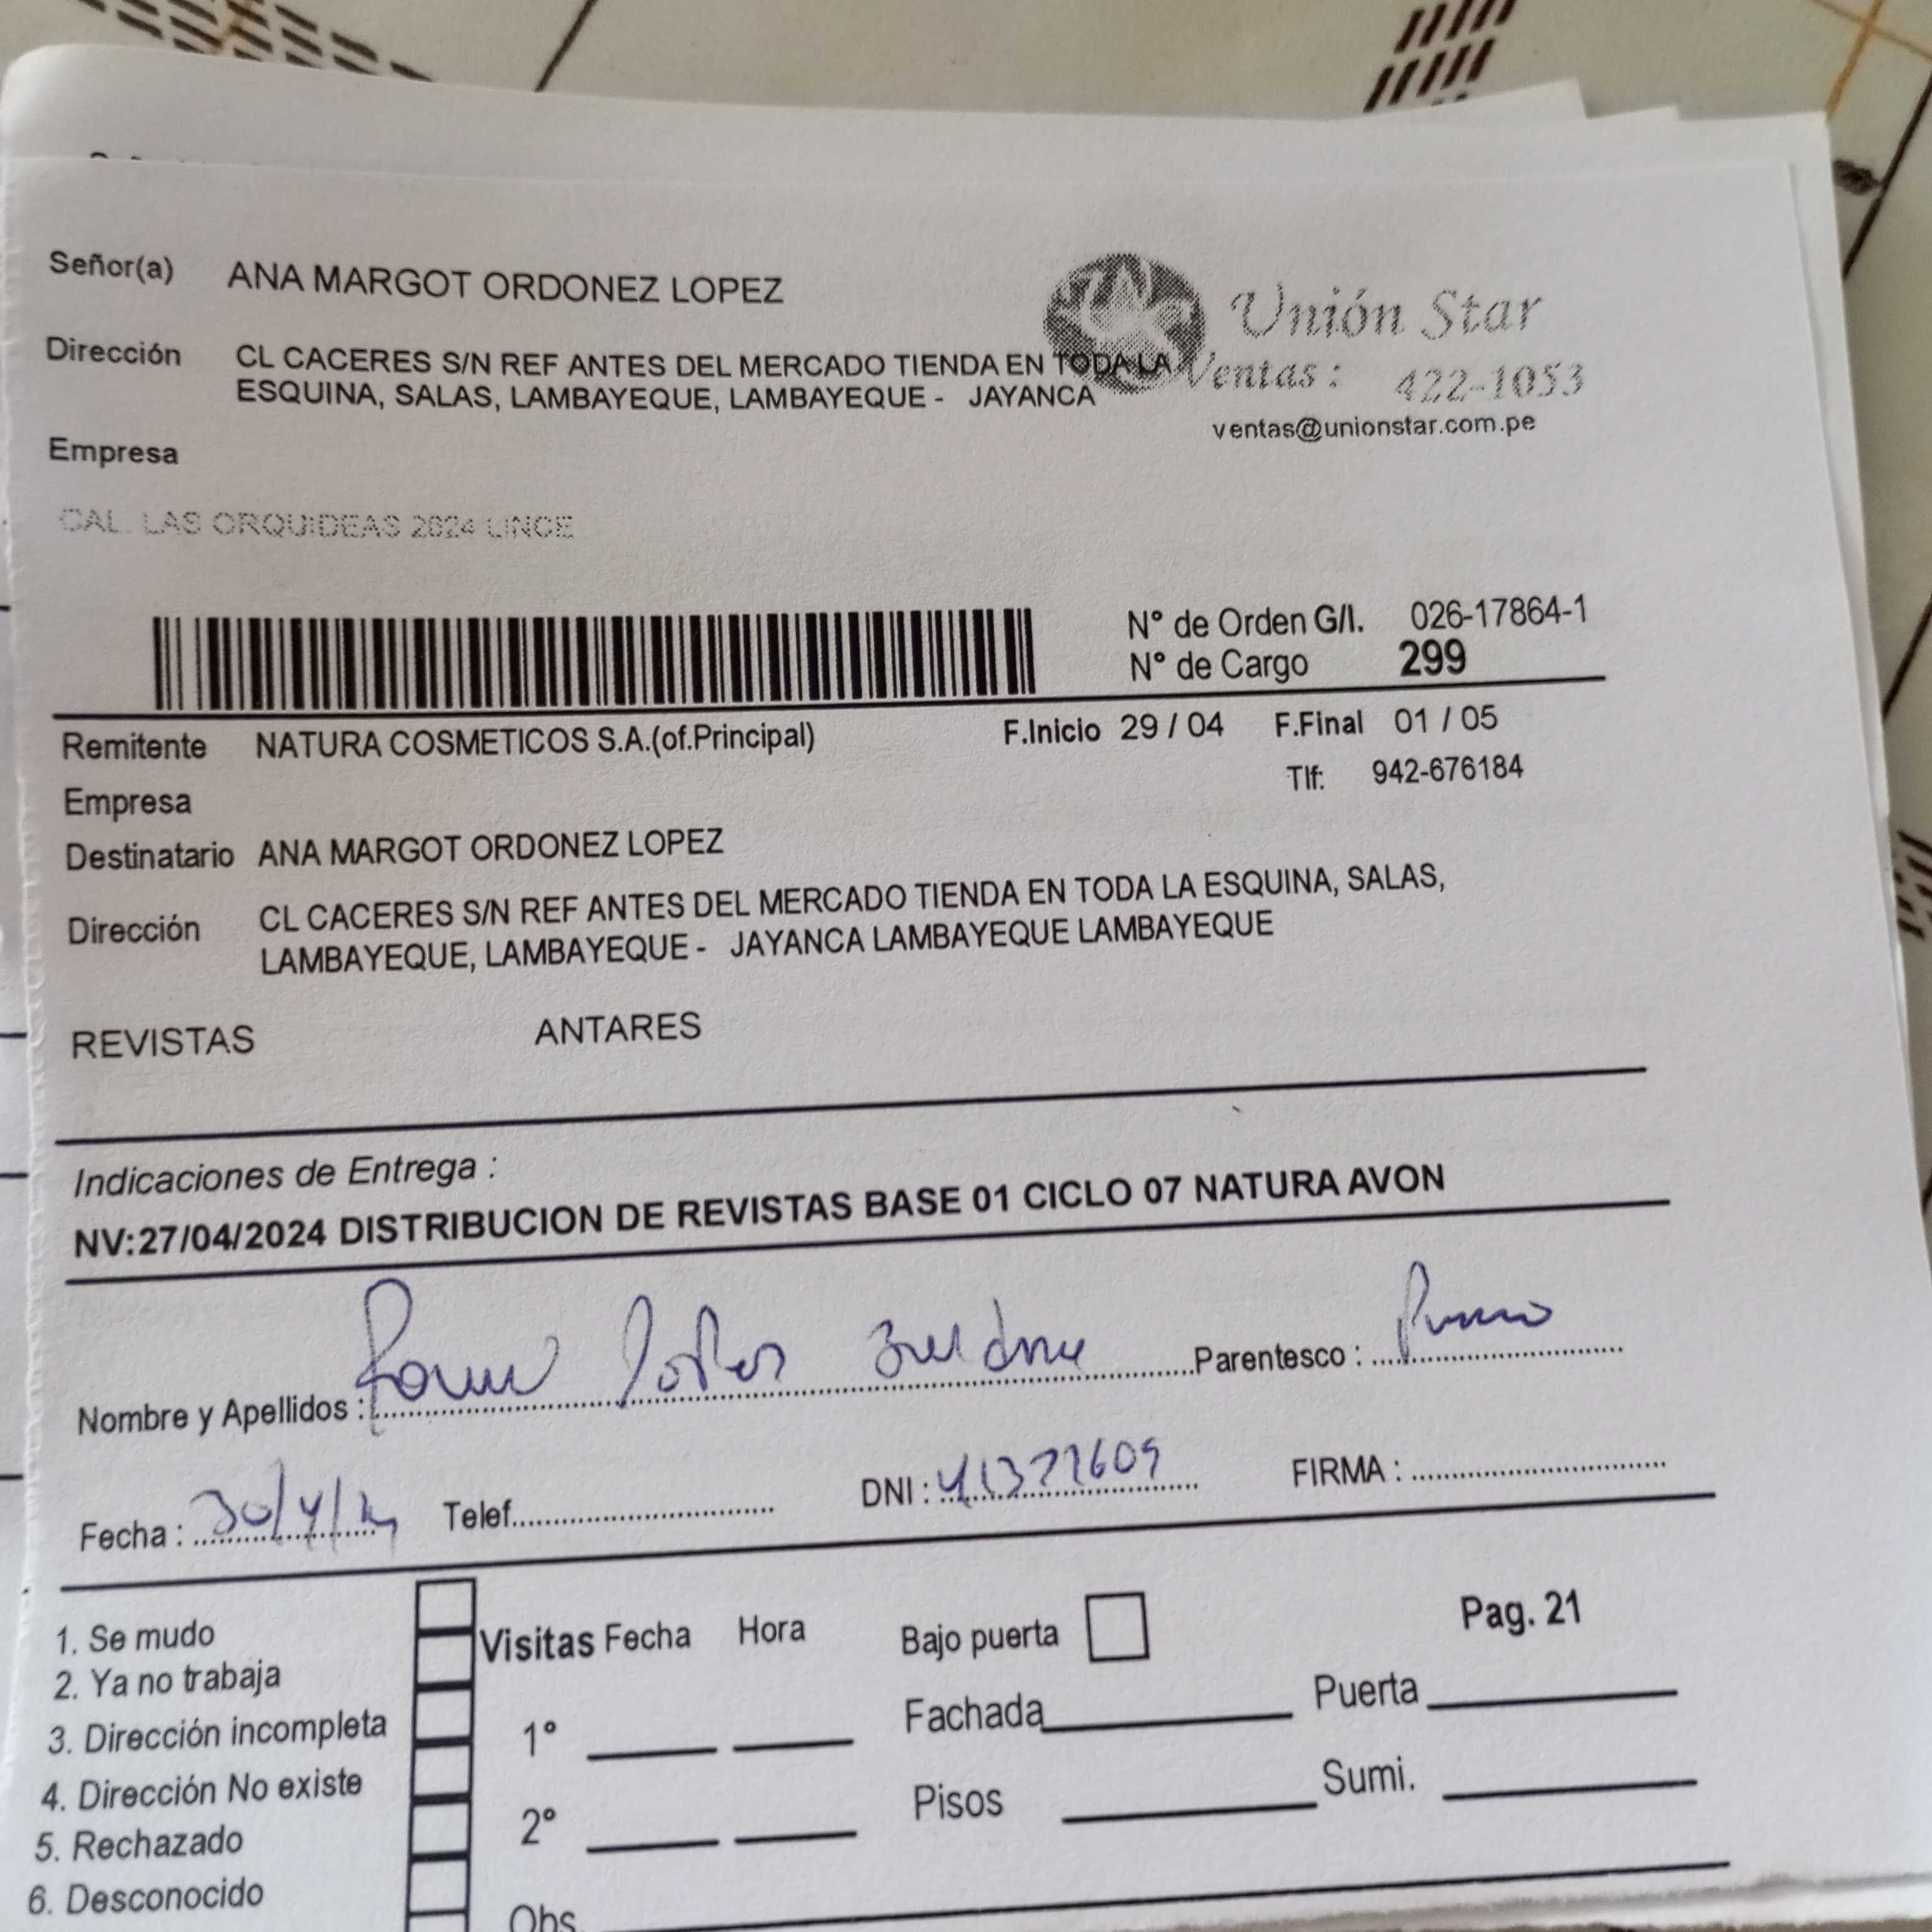 Señor(a) ANA MARGOT ORDONEZ LOPEZ
Unión Star
Dirección CL CACERES S/N REF ANTES DEL MERCADO TIENDA EN TODA LA
ESQUINA, SALAS, LAMBAYEQUE, LAMBAYEQUE - JAYANCA
Ventas : 422-1053
ventas@unionstar.com.pe
Empresa
CAL. LAS ORQUIDEAS 2624 LINCE
N° de Orden G/I. 026-17864-1
N° de Cargo 299
Remitente NATURA COSMETICOS S.A.(of.Principal) F.Inicio 29 / 04 F.Final 01 / 05
Tlf: 942-676184
Empresa
Destinatario ANA MARGOT ORDONEZ LOPEZ
Dirección CL CACERES S/N REF ANTES DEL MERCADO TIENDA EN TODA LA ESQUINA, SALAS,
LAMBAYEQUE, LAMBAYEQUE - JAYANCA LAMBAYEQUE LAMBAYEQUE
REVISTAS ANTARES
Indicaciones de Entrega :
NV:27/04/2024 DISTRIBUCION DE REVISTAS BASE 01 CICLO 07 NATURA AVON
Nombre y Apellidos : Parentesco : Primo
Fecha : 30/4/24 Telef. DNI : 41377609 FIRMA :
1. Se mudo
2. Ya no trabaja
3. Dirección incompleta
4. Dirección No existe
5. Rechazado
6. Desconocido
Visitas Fecha Hora
1°
2°
Obs.
Bajo puerta Pag. 21
Fachada Puerta
Pisos Sumi.